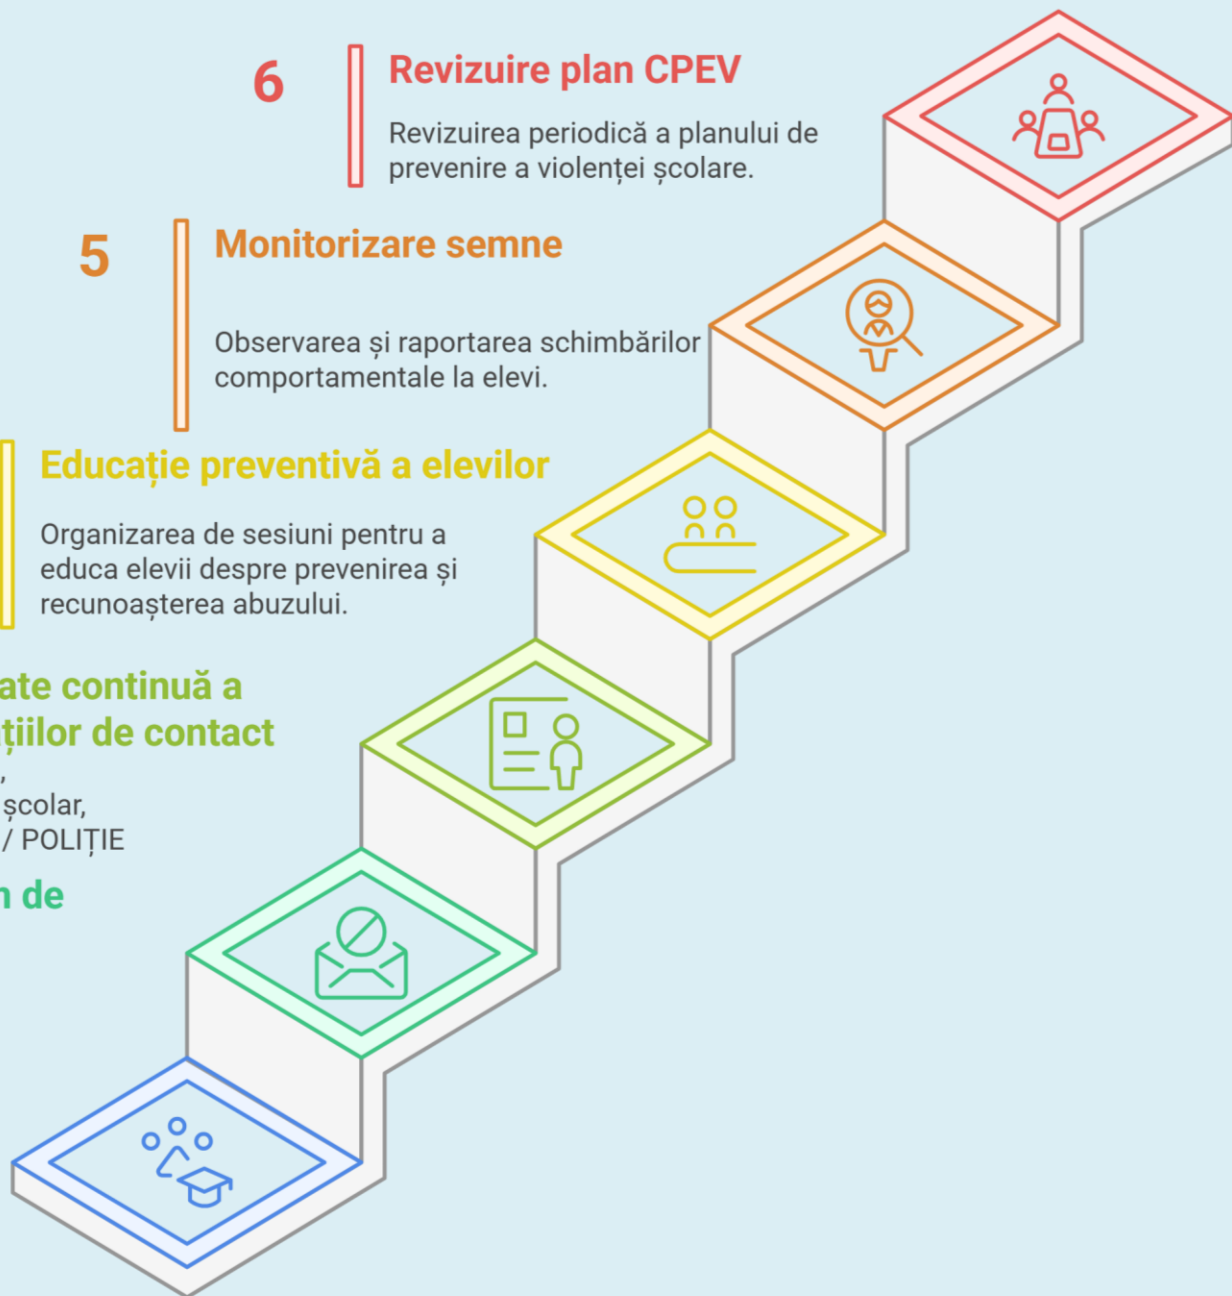 6
Revizuire plan CPEV
Revizuirea periodică a planului de
prevenire a violenței școlare.
5
Monitorizare semne
Observarea și raportarea schimbărilor
comportamentale la elevi.
Educație preventivă a elevilor
Organizarea de sesiuni pentru a
educa elevii despre prevenirea și
recunoașterea abuzului.
ate continuă a
țiilor de contact
,
școlar,
/ POLIȚIE
de